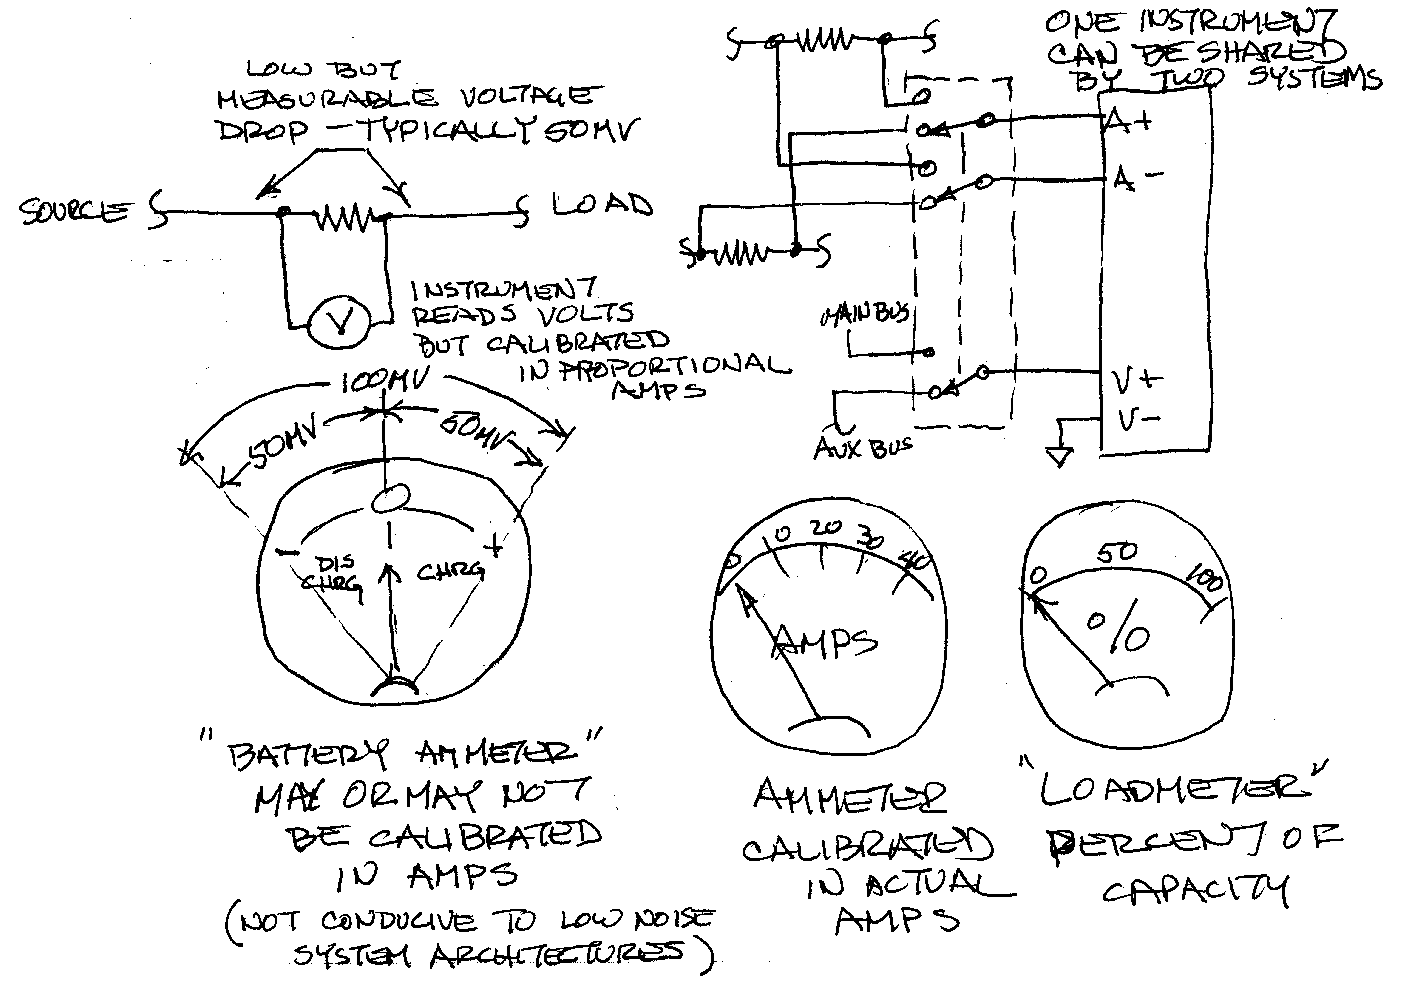 LOW BUT
MEASURABLE VOLTAGE
DROP - TYPICALLY 50MV
SOURCE
LOAD
V
INSTRUMENT
READS VOLTS
BUT CALIBRATED
IN PROPORTIONAL
AMPS
ONE INSTRUMENT
CAN BE SHARED
BY TWO SYSTEMS
A+
A-
MAIN BUS
AUX BUS
V+
V-
100MV
50MV
50MV
-
+
DIS
CHRG
CHRG
"BATTERY AMMETER"
MAY OR MAY NOT
BE CALIBRATED
IN AMPS
(NOT CONDUCIVE TO LOW NOISE
SYSTEM ARCHITECTURES)
0 10 20 30 40
AMPS
AMMETER
CALIBRATED
IN ACTUAL
AMPS
0 50 100
%
"LOADMETER"
PERCENT OF
CAPACITY